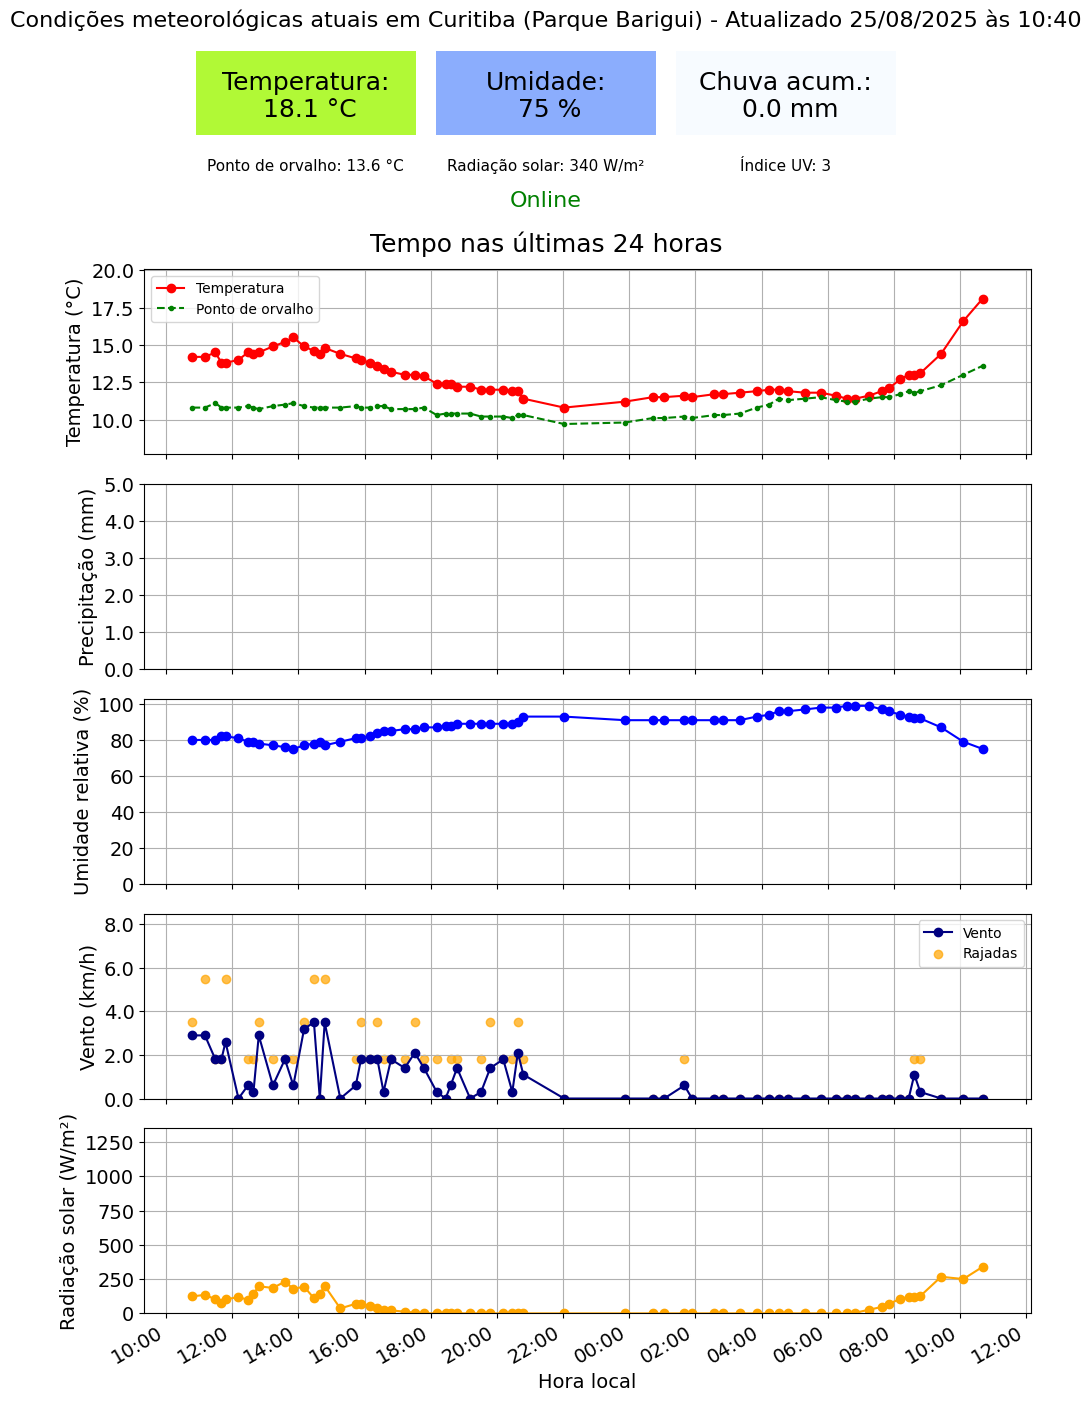 Condições meteorológicas atuais em Curitiba (Parque Barigui) - Atualizado 25/08/2025 às 10:40
Temperatura:
18.1 °C
Umidade:
75 %
Chuva acum.:
0.0 mm
Ponto de orvalho: 13.6 °C
Radiação solar: 340 W/m²
Índice UV: 3
Online
Tempo nas últimas 24 horas
Temperatura (°C)
20.0
17.5
15.0
12.5
10.0
Temperatura
Ponto de orvalho
Precipitação (mm)
5.0
4.0
3.0
2.0
1.0
0.0
Umidade relativa (%)
100
80
60
40
20
0
Vento (km/h)
8.0
6.0
4.0
2.0
0.0
Vento
Rajadas
Radiação solar (W/m²)
1250
1000
750
500
250
0
10:00
12:00
14:00
16:00
18:00
20:00
22:00
00:00
02:00
04:00
06:00
08:00
10:00
12:00
Hora local